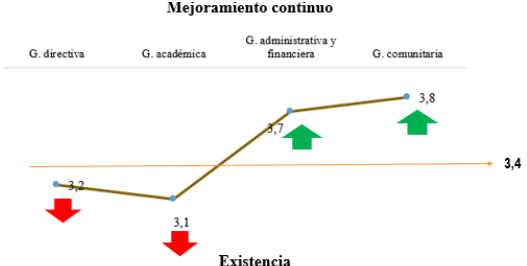 Mejoramiento continuo
G. directiva
G. académica
G. administrativa y
financiera
G. comunitaria
3,8
3,7
3,4
3,2
3,1
Existencia